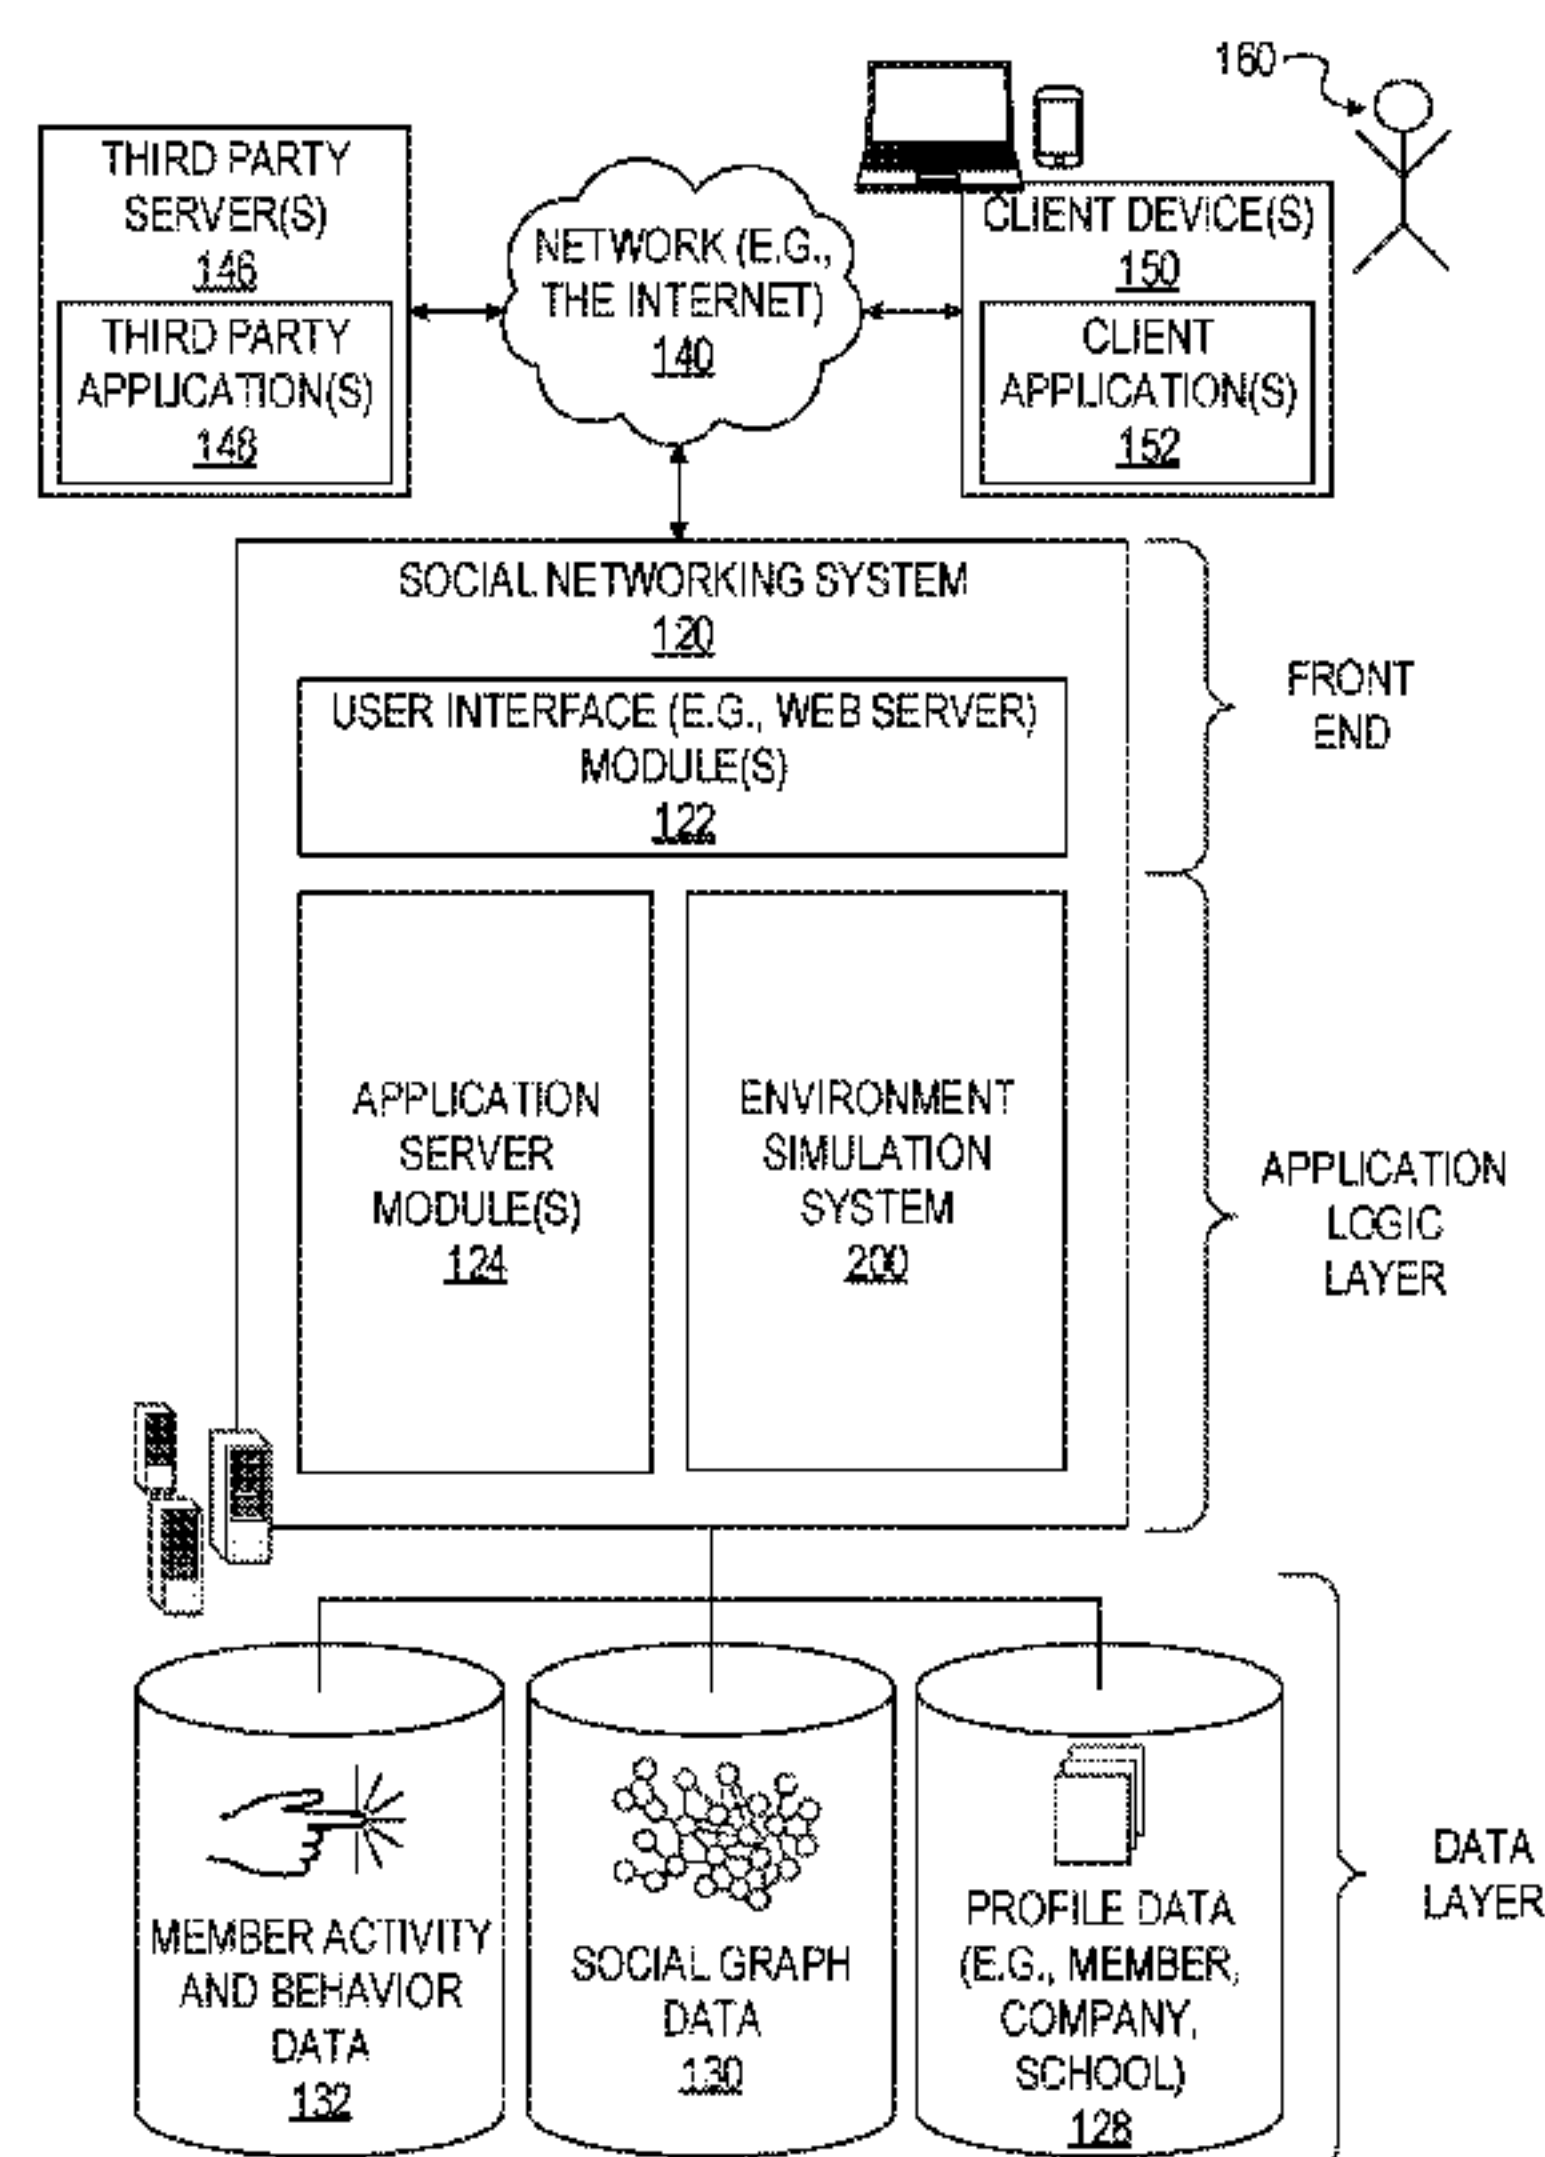 160
THIRD PARTY
SERVER(S)
146
THIRD PARTY
APPLICATION(S)
148
NETWORK (E.G.,
THE INTERNET)
140
CLIENT DEVICE(S)
150
CLIENT
APPLICATION(S)
152
SOCIAL NETWORKING SYSTEM
120
USER INTERFACE (E.G., WEB SERVER)
MODULE(S)
122
FRONT
END
APPLICATION
SERVER
MODULE(S)
124
ENVIRONMENT
SIMULATION
SYSTEM
200
APPLICATION
LOGIC
LAYER
MEMBER ACTIVITY
AND BEHAVIOR
DATA
132
SOCIAL GRAPH
DATA
130
PROFILE DATA
(E.G., MEMBER,
COMPANY,
SCHOOL)
128
DATA
LAYER